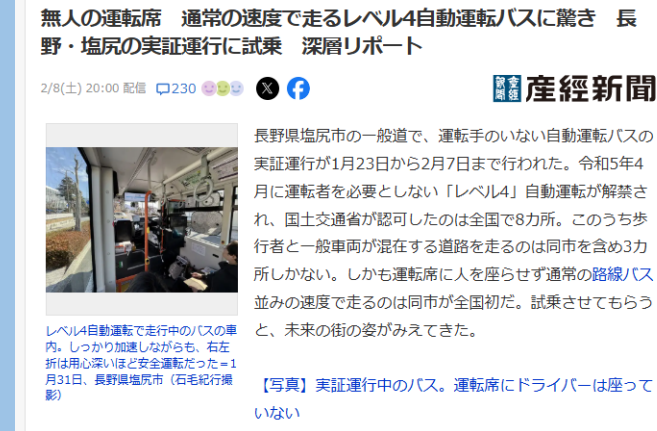 無人の運転席　通常の速度で走るレベル4自動運転バスに驚き　長
野・塩尻の実証運行に試乗　深層リポート
2/8(土) 20:00 配信 230
産経新聞 産經新聞
長野県塩尻市の一般道で、運転手のいない自動運転バスの
実証運行が1月23日から2月7日まで行われた。令和5年4
月に運転者を必要としない「レベル4」自動運転が解禁さ
れ、国土交通省が認可したのは全国で8カ所。このうち歩
行者と一般車両が混在する道路を走るのは同市を含め3カ
所しかない。しかも運転席に人を座らせず通常の路線バス
並みの速度で走るのは同市が全国初だ。試乗させてもらう
と、未来の街の姿がみえてきた。
レベル4自動運転で走行中のバスの車
内。しっかり加速しながらも、右左
折は用心深いほど安全運転だった＝1
月31日、長野県塩尻市（石毛紀行撮
影）
【写真】実証運行中のバス。運転席にドライバーは座って
いない